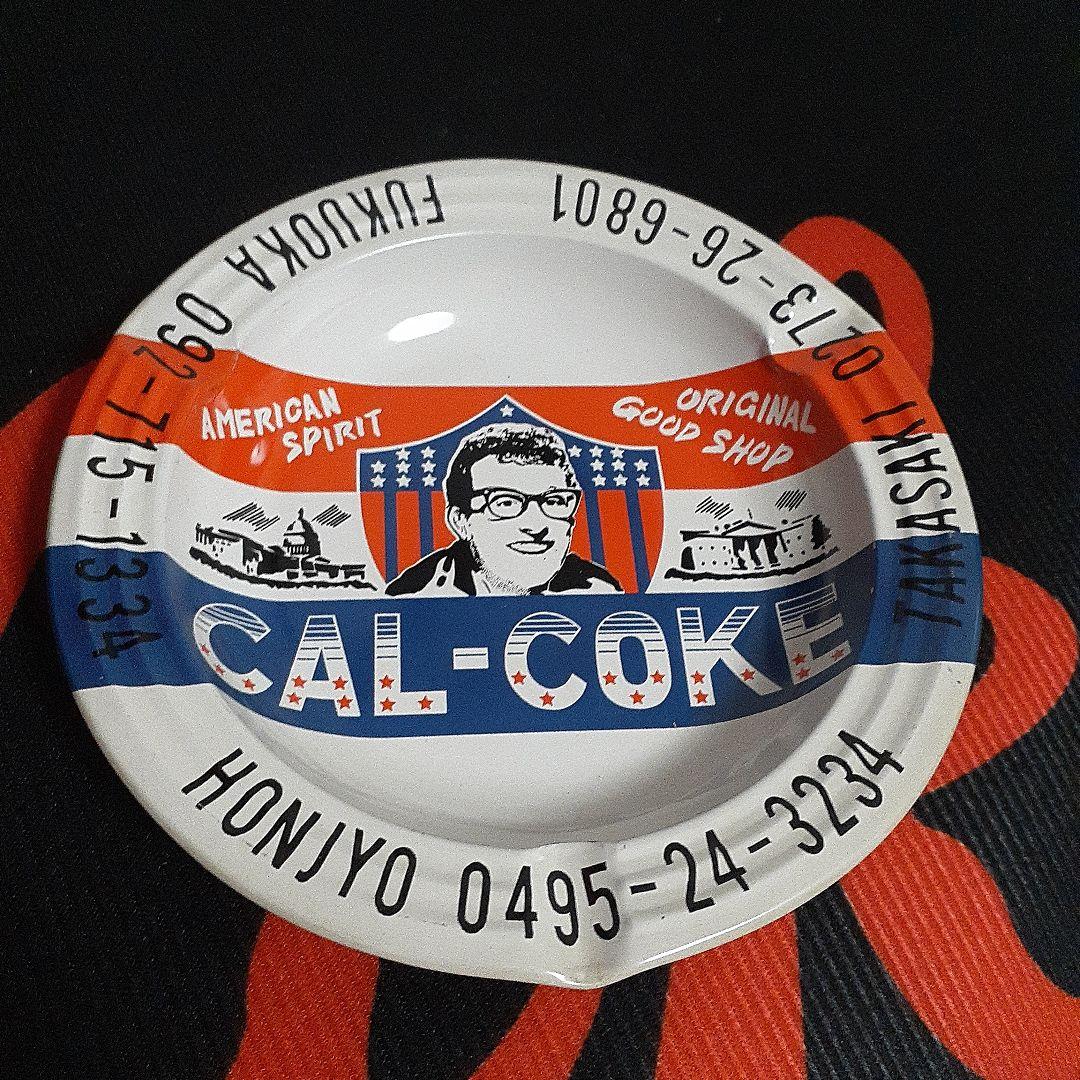 AMERICAN
SPIRIT
ORIGINAL
GOOD SHOP
CAL-COKE
HONJYO 0495-24-3234
TAKASAKI 0273-26-6801
FUKUOKA 092-715-1334